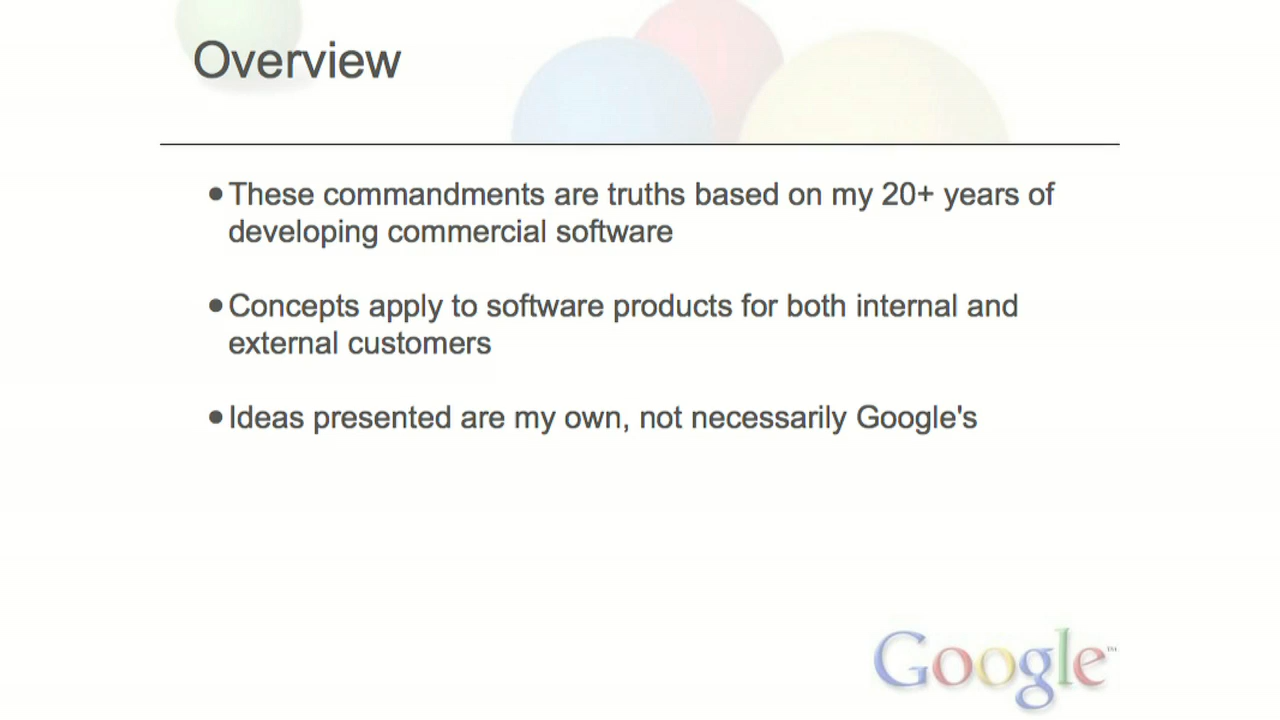 Overview
●These commandments are truths based on my 20+ years of
developing commercial software
●Concepts apply to software products for both internal and
external customers
●Ideas presented are my own, not necessarily Google's
Google™